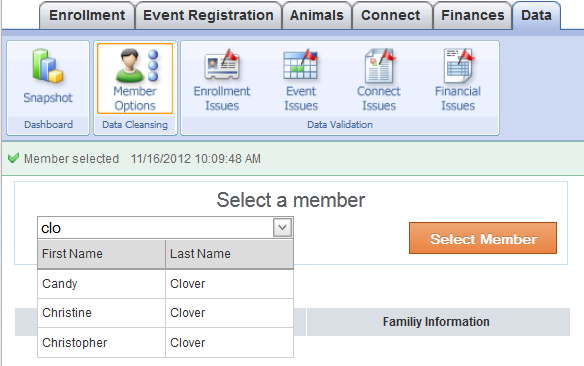 Enrollment Event Registration Animals Connect Finances Data
Snapshot
Dashboard
Member Options
Data Cleansing
Enrollment Issues
Event Issues
Connect Issues
Financial Issues
Data Validation
Member selected 11/16/2012 10:09:48 AM
Select a member
clo
Select Member
First Name Last Name
Candy Clover
Christine Clover
Christopher Clover
Familiy Information